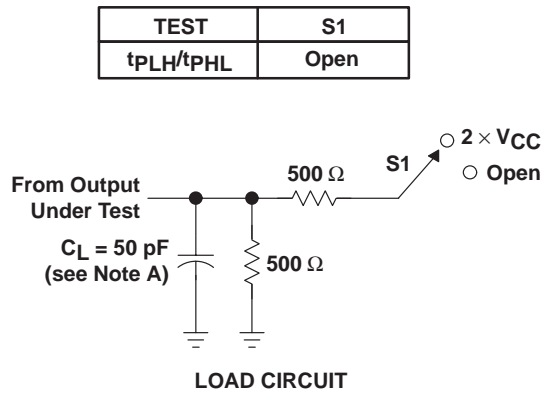 TEST S1
tPLH/tPHL Open
2 × VCC
S1
Open
500 Ω
From Output
Under Test
CL = 50 pF
(see Note A)
500 Ω
LOAD CIRCUIT